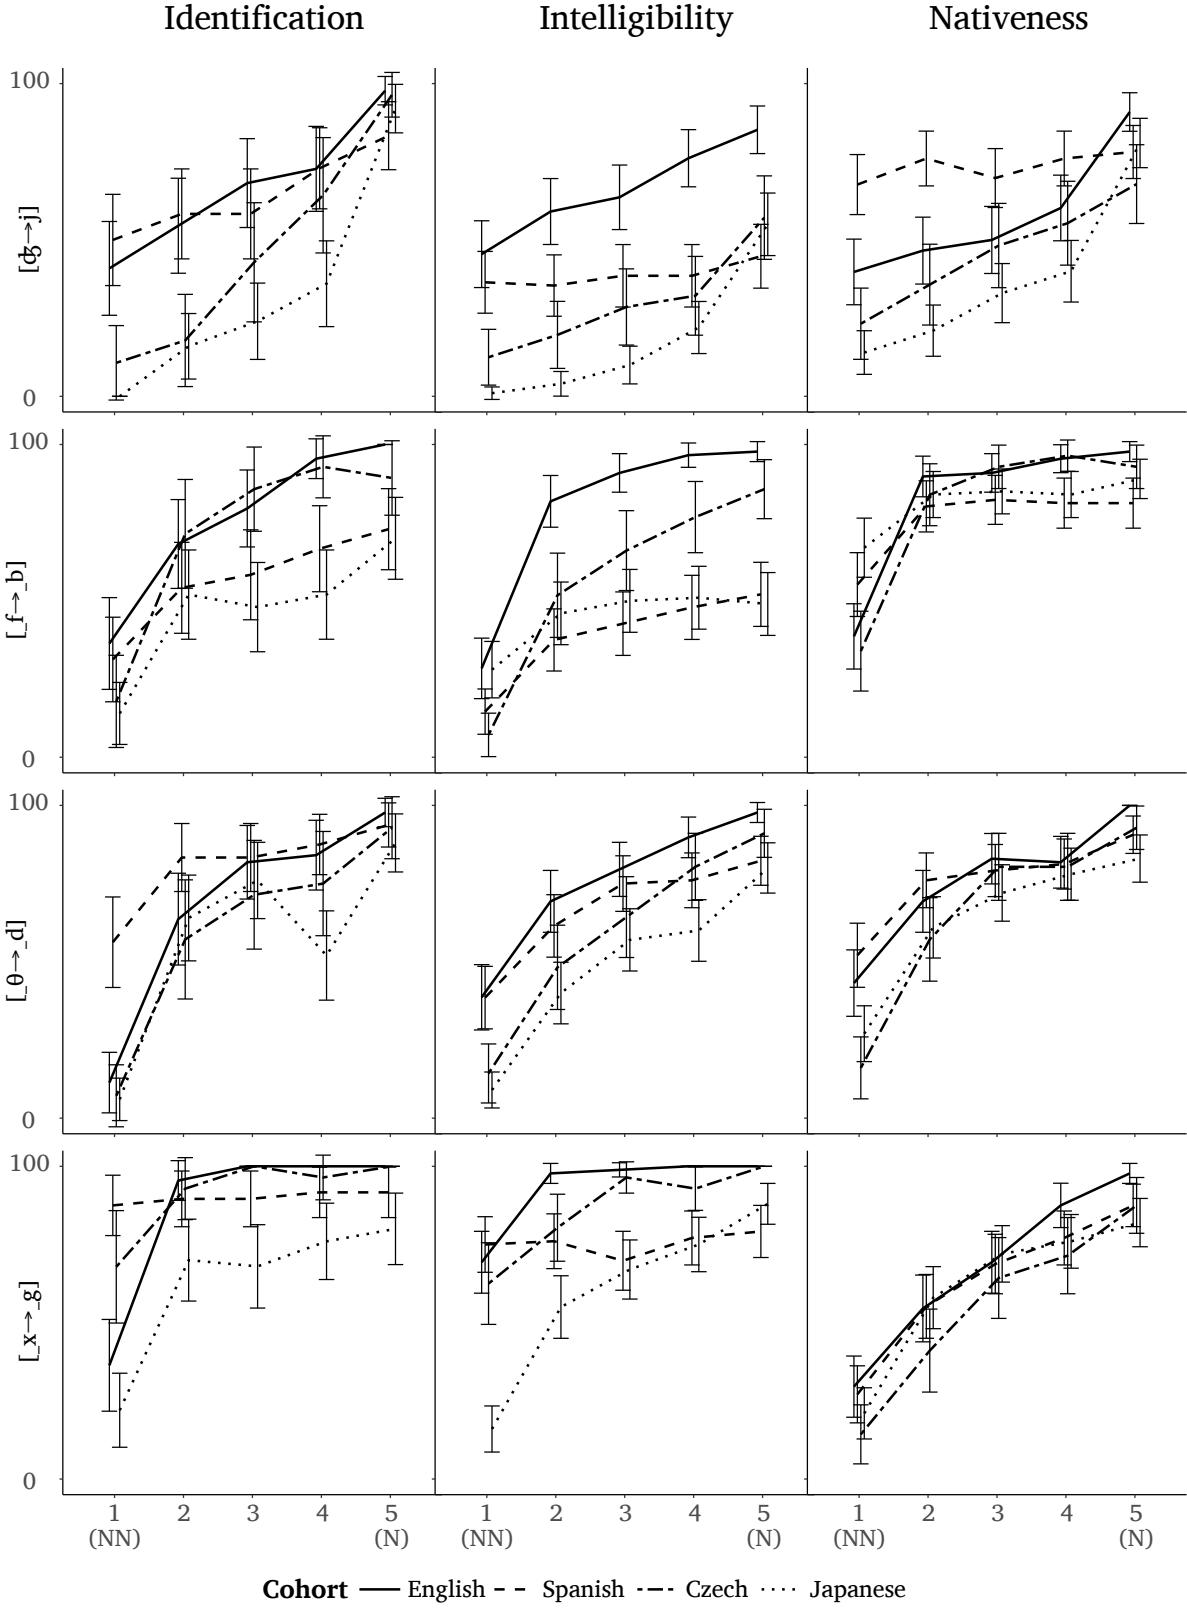 Identification Intelligibility Nativeness
100
[ʤ→j]
0
100
[_f→_b]
0
100
[_θ→_d]
0
100
[_x→_g]
0
1 2 3 4 5 1 2 3 4 5 1 2 3 4 5
(NN) (N) (NN) (N) (NN) (N)
Cohort English Spanish Czech Japanese